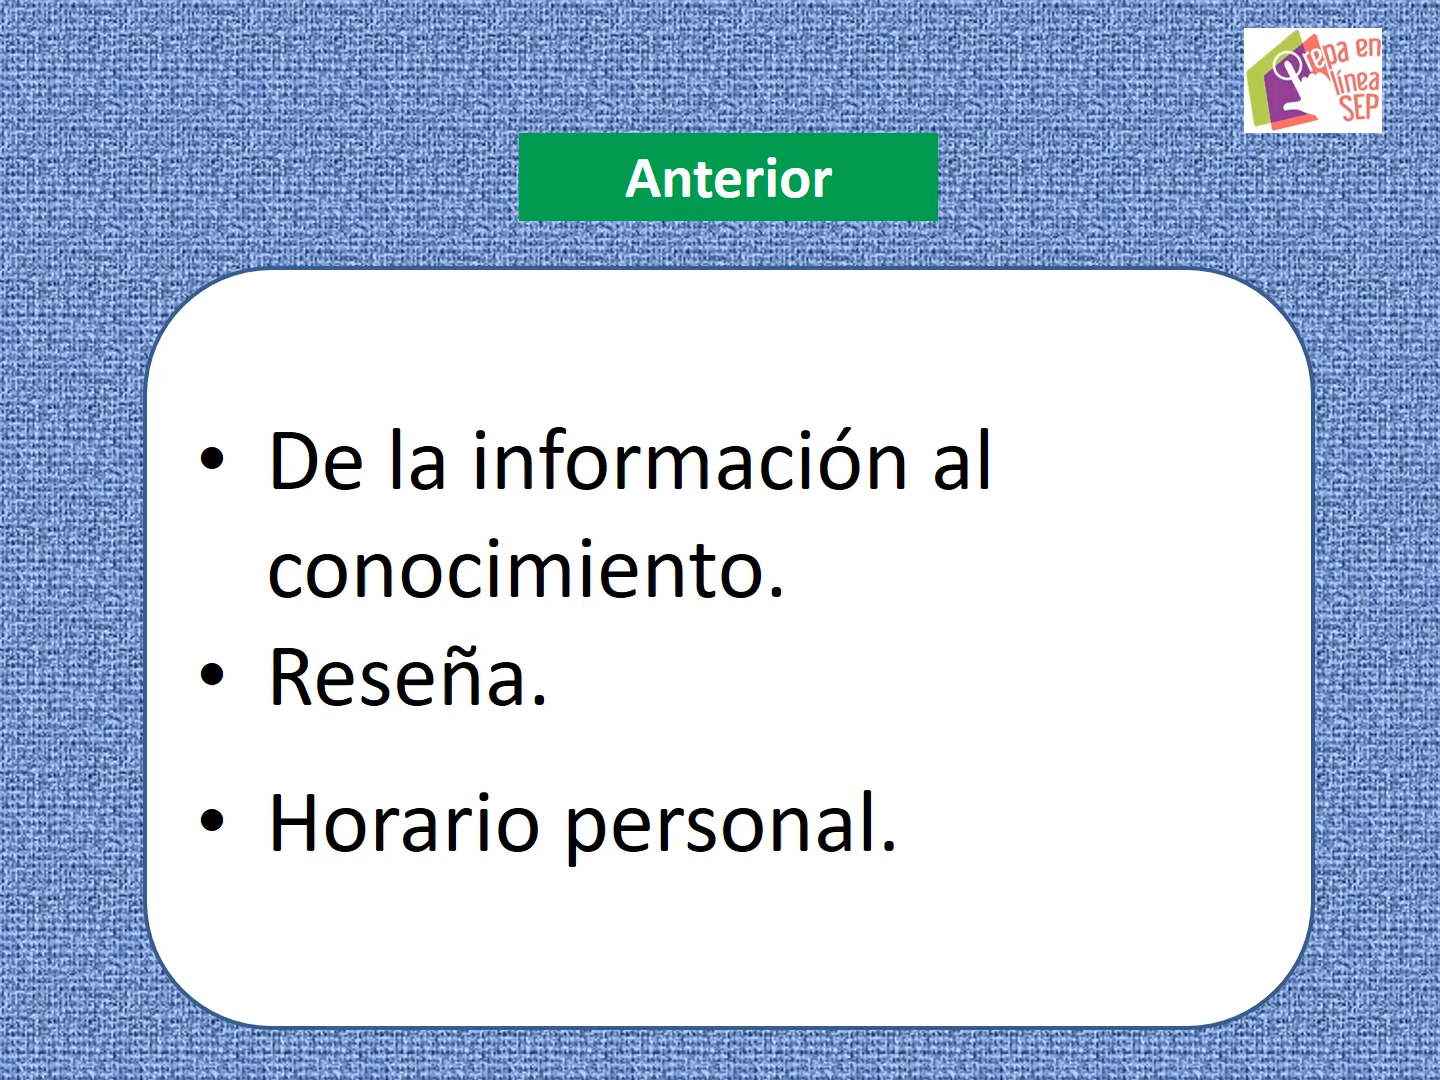 Prepa en
línea
SEP
Anterior
• De la información al
conocimiento.
• Reseña.
• Horario personal.